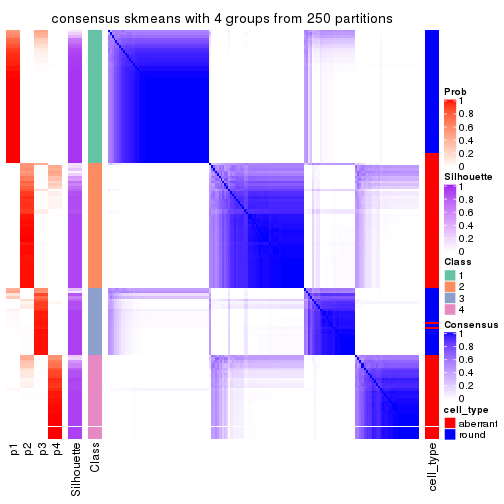 consensus skmeans with 4 groups from 250 partitions
Prob
1
0.8
0.6
0.4
0.2
0
Silhouette
1
0.8
0.6
0.4
0.2
0
Class
1
2
3
4
Consensus
1
0.8
0.6
0.4
0.2
0
cell_type
aberrant
round
p1
p2
p3
p4
Silhouette
Class
cell_type